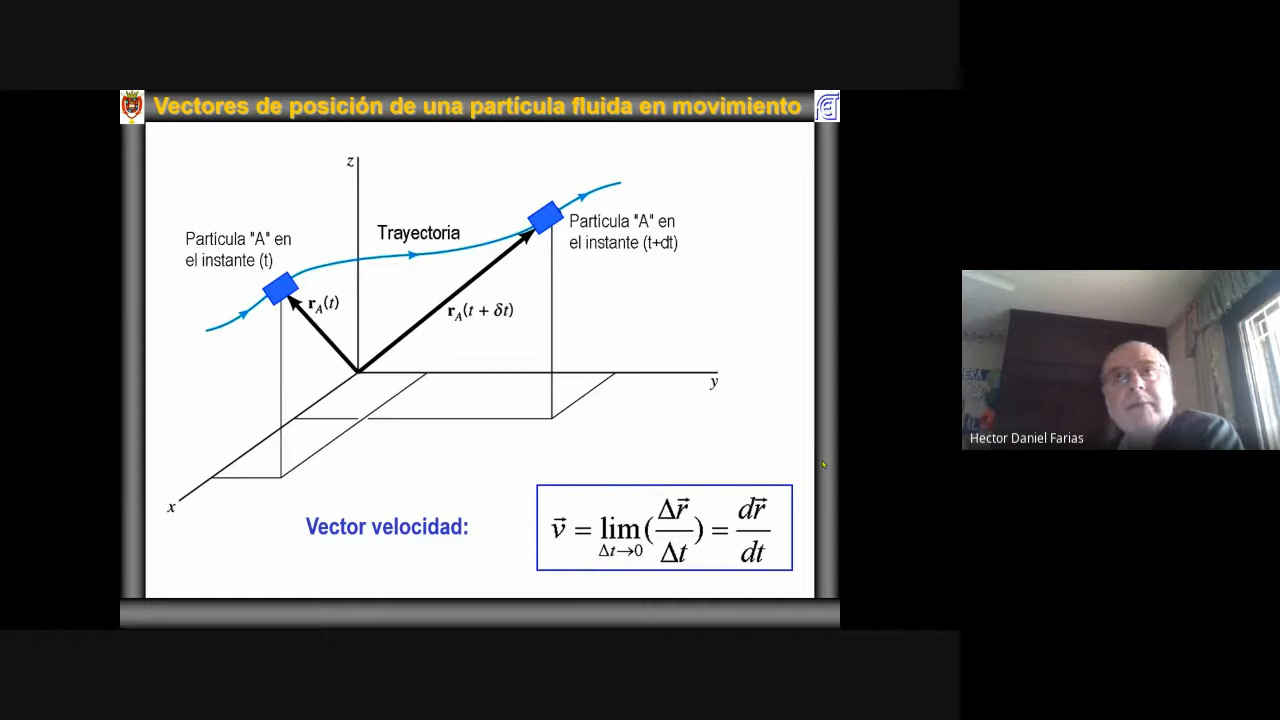 Vectores de posición de una partícula fluida en movimiento
z
Partícula "A" en
el instante (t)
Trayectoria
Partícula "A" en
el instante (t+dt)
r_A(t)
r_A(t + δt)
y
x
Vector velocidad:
v⃗ = lim_{Δt→0} (Δr⃗/Δt) = dr⃗/dt
Hector Daniel Farias